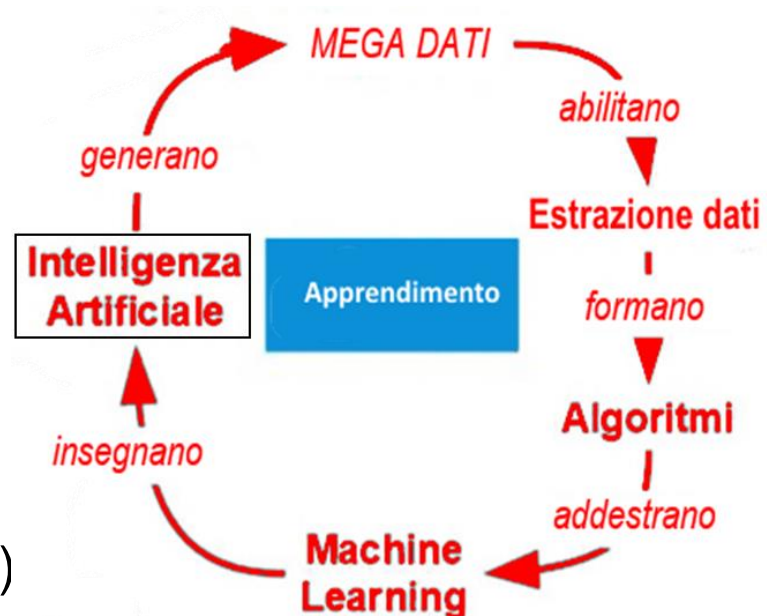 MEGA DATI
abilitano
Estrazione dati
formano
Algoritmi
addestrano
Machine
Learning
insegnano
Intelligenza
Artificiale
generano
Apprendimento
)